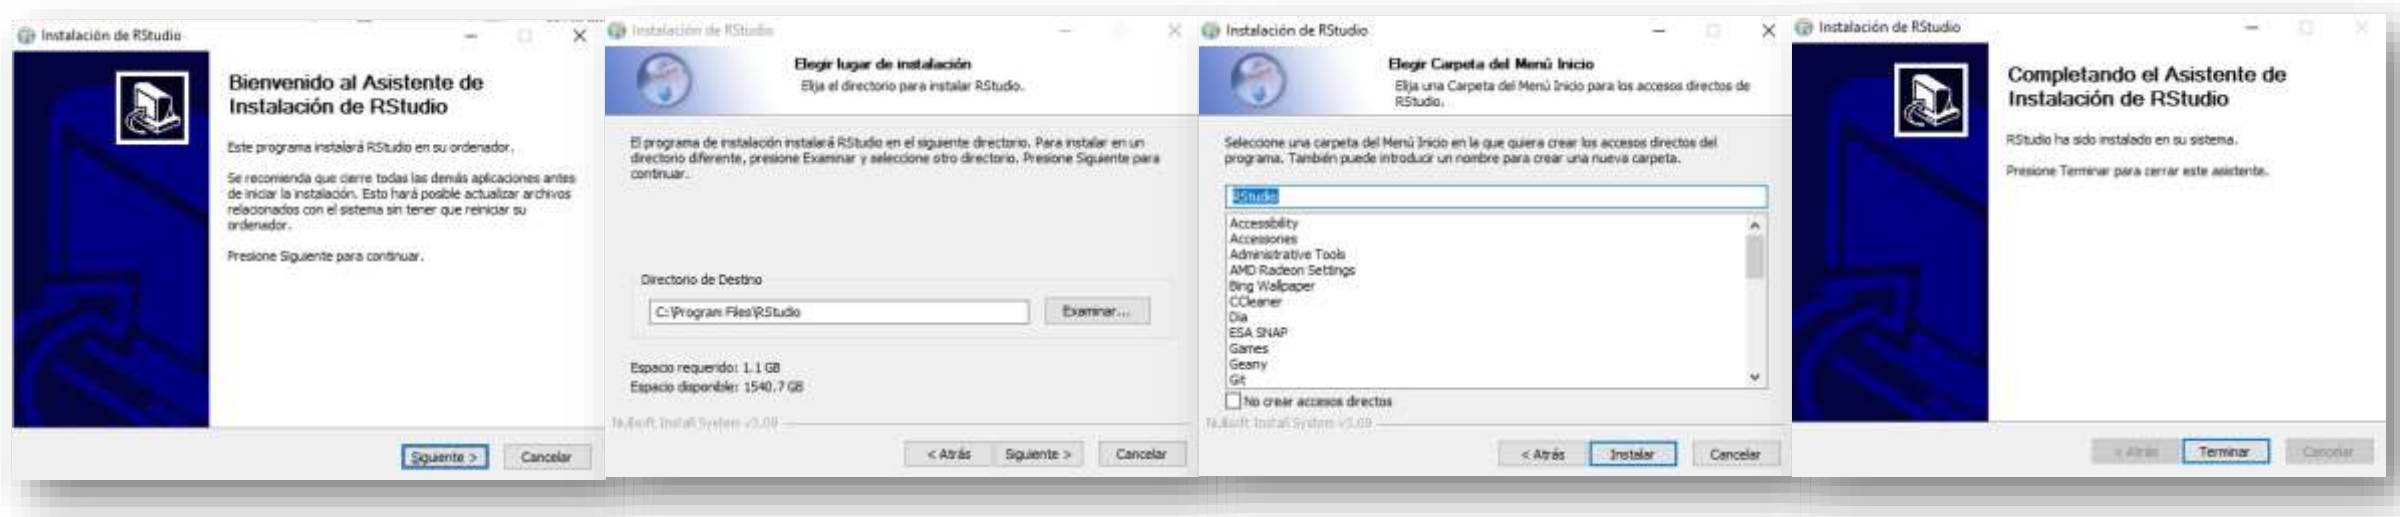 Instalación de RStudio
Bienvenido al Asistente de
Instalación de RStudio
Este programa instalará RStudio en su ordenador.
Se recomienda que cierre todas las demás aplicaciones antes
de iniciar la instalación. Esto hará posible actualizar archivos
relacionados con el sistema sin tener que reiniciar su
ordenador.
Presione Siguiente para continuar.
Siguiente >
Cancelar
Instalación de RStudio
Elegir lugar de instalación
Elija el directorio para instalar RStudio.
El programa de instalación instalará RStudio en el siguiente directorio. Para instalar en un
directorio diferente, presione Examinar y seleccione otro directorio. Presione Siguiente para
continuar.
Directorio de Destino
C:\Program Files\RStudio
Examinar...
Espacio requerido: 1.1 GB
Espacio disponible: 1540.7 GB
Nullsoft Install System v3.08
< Atrás
Siguiente >
Cancelar
Instalación de RStudio
Elegir Carpeta del Menú Inicio
Elija una Carpeta del Menú Inicio para los accesos directos de
RStudio.
Seleccione una carpeta del Menú Inicio en la que quiera crear los accesos directos del
programa. También puede introducir un nombre para crear una nueva carpeta.
RStudio
Accessibility
Accessories
Administrative Tools
AMD Radeon Settings
Bing Wallpaper
CCleaner
Dia
ESA SNAP
Games
Geany
Git
No crear accesos directos
Nullsoft Install System v3.08
< Atrás
Instalar
Cancelar
Instalación de RStudio
Completando el Asistente de
Instalación de RStudio
RStudio ha sido instalado en su sistema.
Presione Terminar para cerrar este asistente.
< Atrás
Terminar
Cancelar